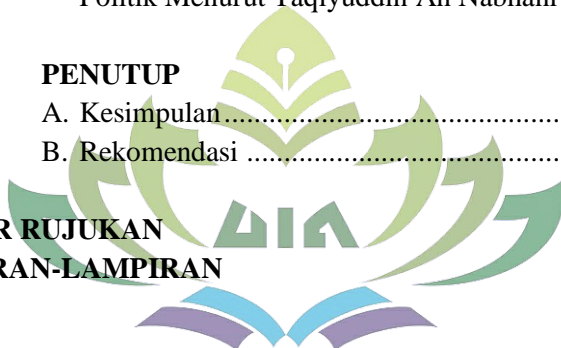 Politik Menurut Taqiyuddin An Nabhani
PENUTUP
A. Kesimpulan.......................................................
B. Rekomendasi ...................................................
UIN
R RUJUKAN
RAN-LAMPIRAN